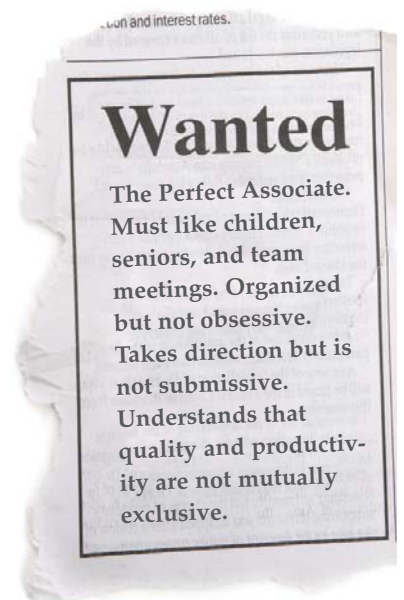 and interest rates.
Wanted
The Perfect Associate.
Must like children,
seniors, and team
meetings. Organized
but not obsessive.
Takes direction but is
not submissive.
Understands that
quality and productiv-
ity are not mutually
exclusive.